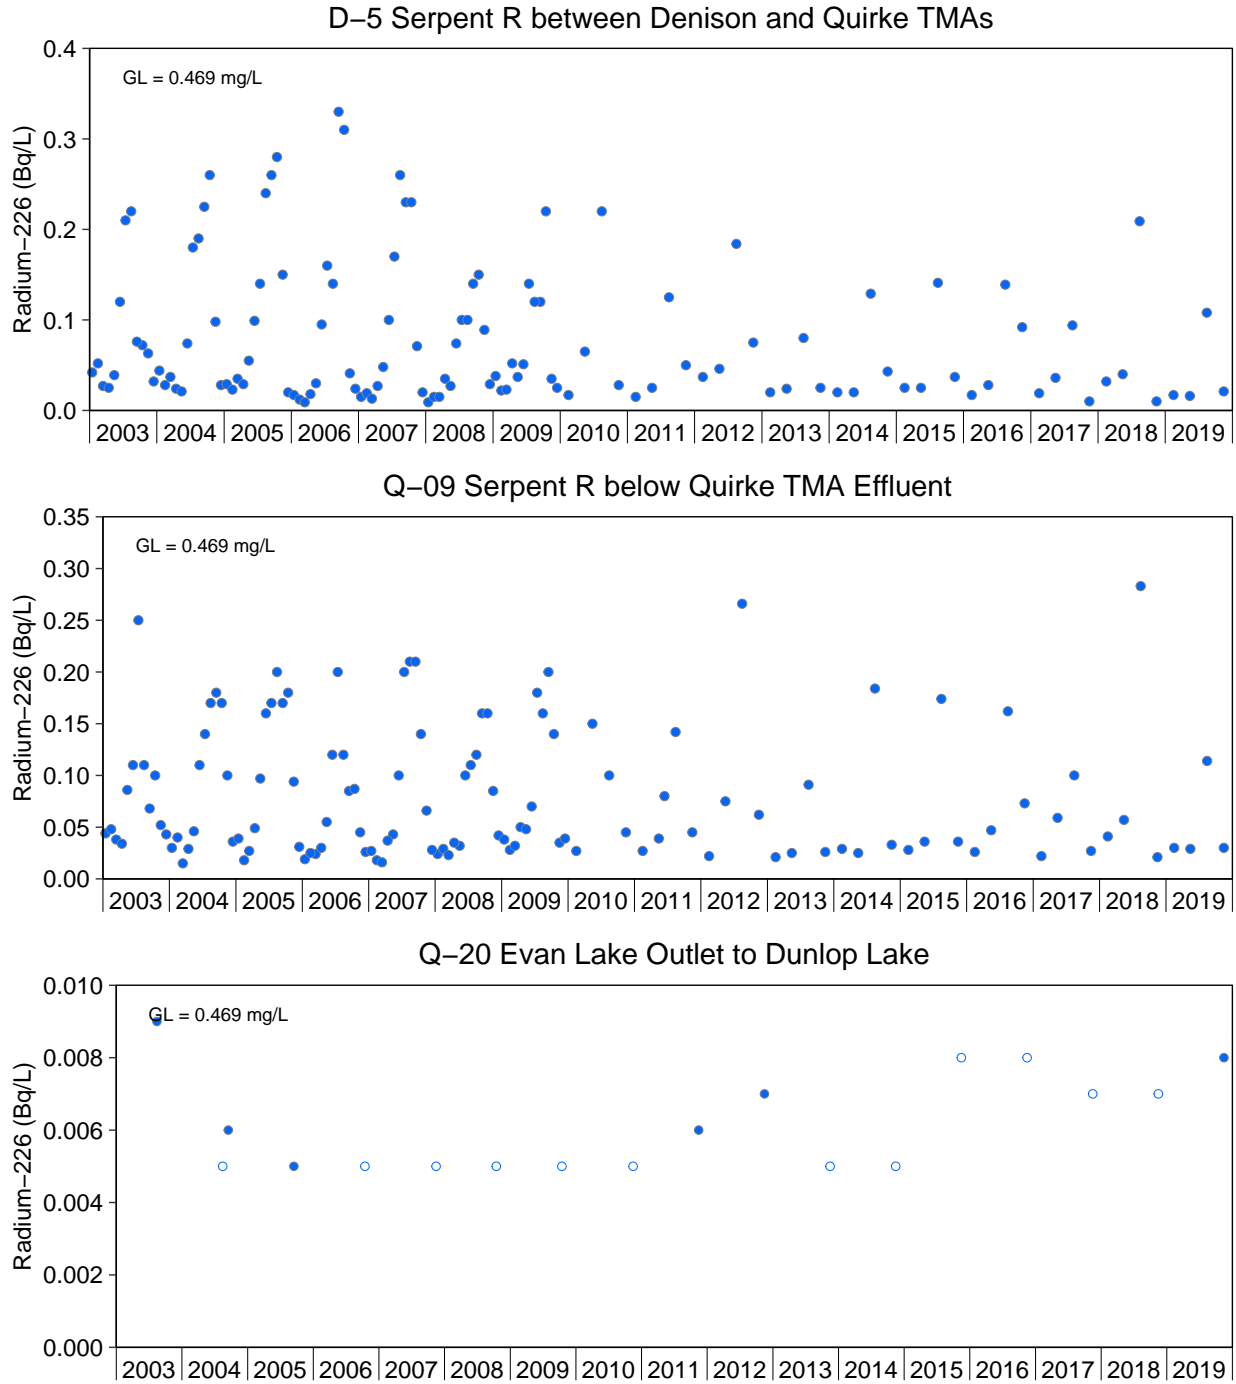 D−5 Serpent R between Denison and Quirke TMAs
0.4
GL = 0.469 mg/L
0.3
Radium−226 (Bq/L)
0.2
0.1
0.0
2003 2004 2005 2006 2007 2008 2009 2010 2011 2012 2013 2014 2015 2016 2017 2018 2019
Q−09 Serpent R below Quirke TMA Effluent
0.35
GL = 0.469 mg/L
0.30
0.25
Radium−226 (Bq/L)
0.20
0.15
0.10
0.05
0.00
2003 2004 2005 2006 2007 2008 2009 2010 2011 2012 2013 2014 2015 2016 2017 2018 2019
Q−20 Evan Lake Outlet to Dunlop Lake
0.010
GL = 0.469 mg/L
0.008
0.006
Radium−226 (Bq/L)
0.004
0.002
0.000
2003 2004 2005 2006 2007 2008 2009 2010 2011 2012 2013 2014 2015 2016 2017 2018 2019